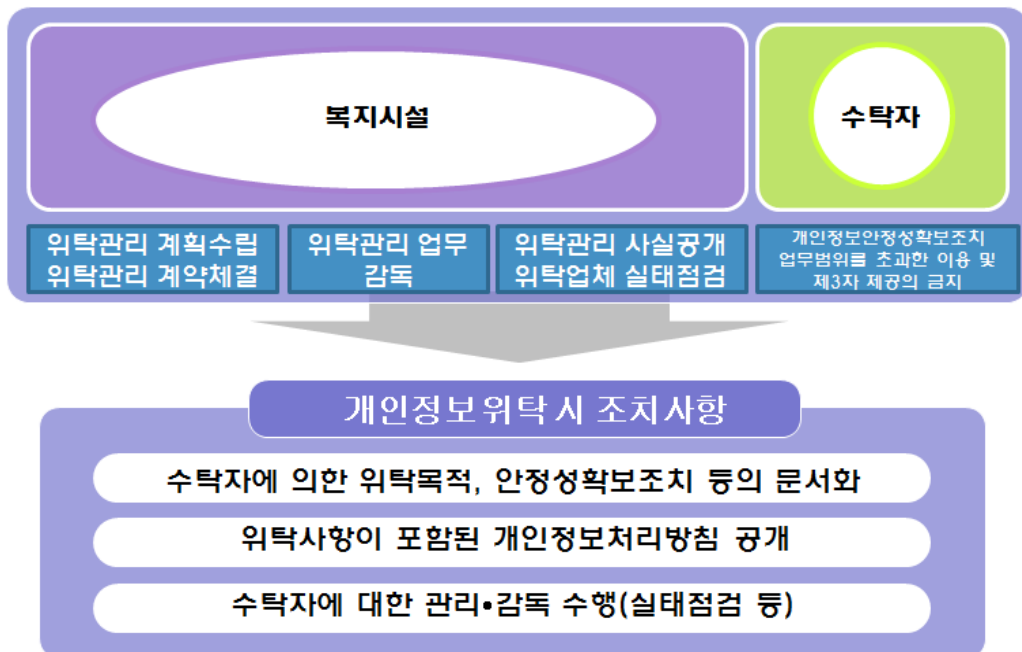 복지시설
수탁자
위탁관리 계획수립
위탁관리 계약체결
위탁관리 업무
감독
위탁관리 사실공개
위탁업체 실태점검
개인정보안정성확보조치
업무범위를 초과한 이용 및
제3자 제공의 금지
개인정보위탁시 조치사항
수탁자에 의한 위탁목적, 안정성확보조치 등의 문서화
위탁사항이 포함된 개인정보처리방침 공개
수탁자에 대한 관리•감독 수행(실태점검 등)